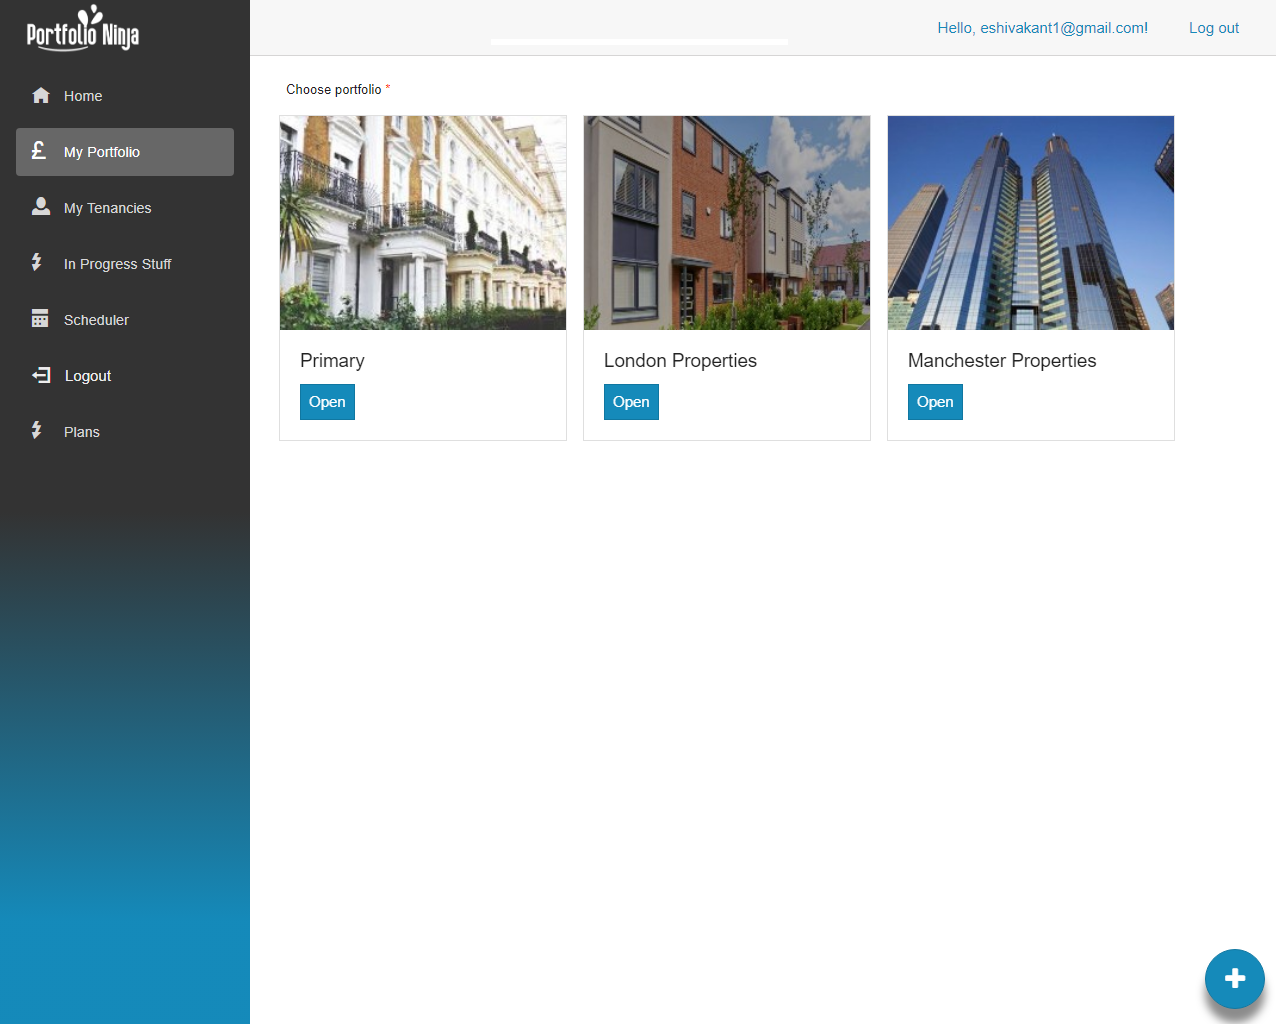 Portfolio Ninja
Hello, eshivakant1@gmail.com!
Log out
Home
£ My Portfolio
My Tenancies
In Progress Stuff
Scheduler
Logout
Plans
Choose portfolio *
Primary
Open
London Properties
Open
Manchester Properties
Open